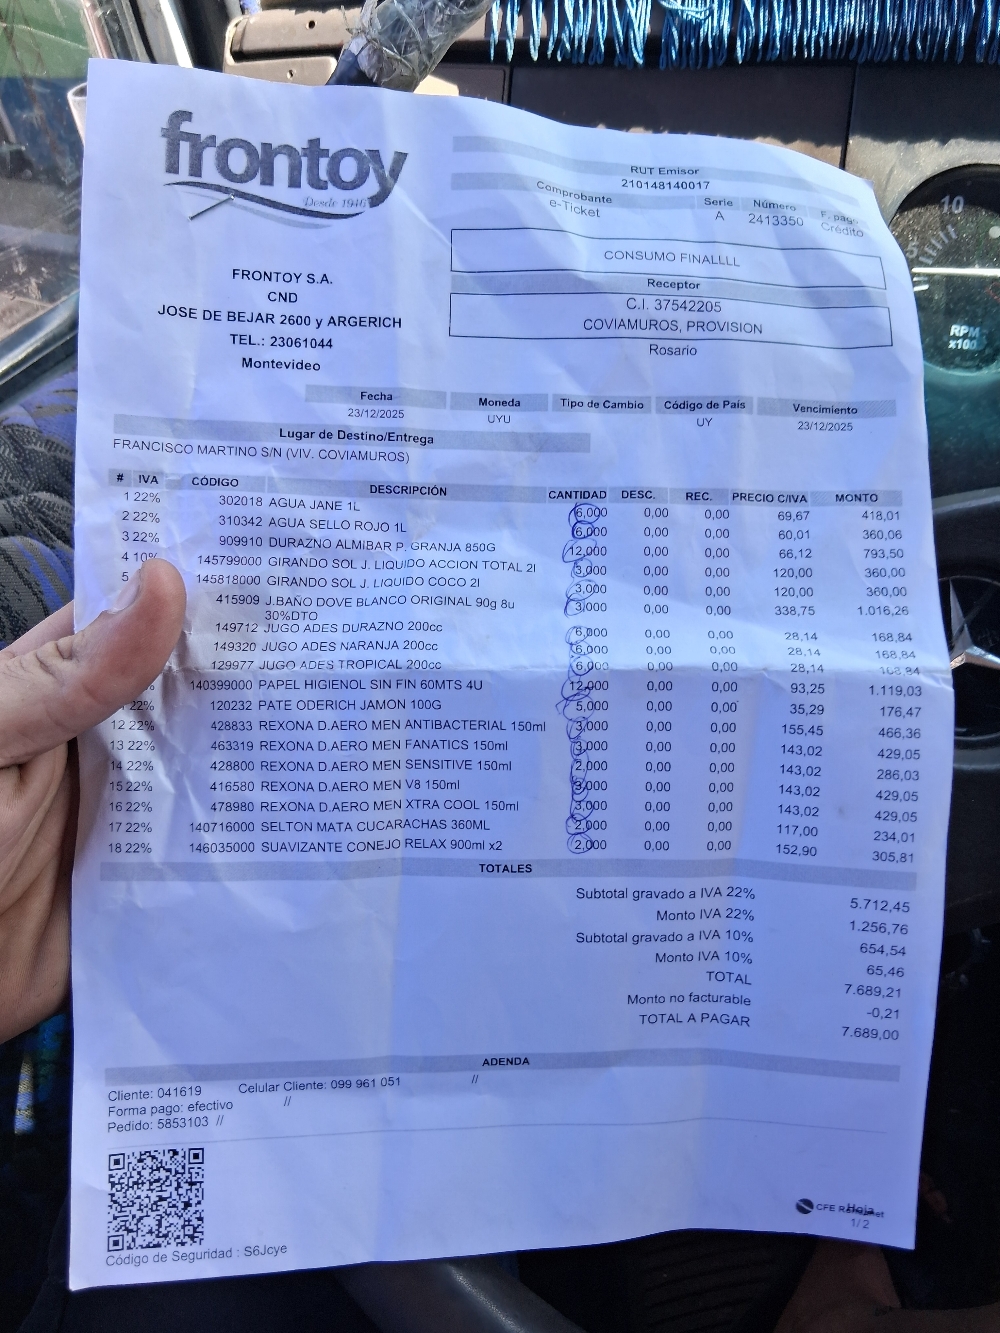 frontoy
Desde 1946
RUT Emisor
210148140017
Comprobante Serie Número F. pago
e-Ticket A 2413350 Crédito
CONSUMO FINALLLL
Receptor
C.I. 37542205
COVIAMUROS, PROVISION
Rosario
FRONTOY S.A.
CND
JOSE DE BEJAR 2600 y ARGERICH
TEL.: 23061044
Montevideo
Fecha Moneda Tipo de Cambio Código de País Vencimiento
23/12/2025 UYU UY 23/12/2025
Lugar de Destino/Entrega
FRANCISCO MARTINO S/N (VIV. COVIAMUROS)
# IVA CÓDIGO DESCRIPCIÓN CANTIDAD DESC. REC. PRECIO C/IVA MONTO
1 22% 302018 AGUA JANE 1L 6,000 0,00 0,00 69,67 418,01
2 22% 310342 AGUA SELLO ROJO 1L 6,000 0,00 0,00 60,01 360,06
3 22% 909910 DURAZNO ALMIBAR P. GRANJA 850G 12,000 0,00 0,00 66,12 793,50
4 10% 145799000 GIRANDO SOL J. LIQUIDO ACCION TOTAL 2l 3,000 0,00 0,00 120,00 360,00
5 145818000 GIRANDO SOL J. LIQUIDO COCO 2l 3,000 0,00 0,00 120,00 360,00
415909 J.BAÑO DOVE BLANCO ORIGINAL 90g 8u 3,000 0,00 0,00 338,75 1.016,26
30%DTO
149712 JUGO ADES DURAZNO 200cc 6,000 0,00 0,00 28,14 168,84
149320 JUGO ADES NARANJA 200cc 6,000 0,00 0,00 28,14 168,84
129977 JUGO ADES TROPICAL 200cc 6,000 0,00 0,00 28,14 168,84
140399000 PAPEL HIGIENOL SIN FIN 60MTS 4U 12,000 0,00 0,00 93,25 1.119,03
22% 120232 PATE ODERICH JAMON 100G 5,000 0,00 0,00 35,29 176,47
12 22% 428833 REXONA D.AERO MEN ANTIBACTERIAL 150ml 3,000 0,00 0,00 155,45 466,36
13 22% 463319 REXONA D.AERO MEN FANATICS 150ml 3,000 0,00 0,00 143,02 429,05
14 22% 428800 REXONA D.AERO MEN SENSITIVE 150ml 2,000 0,00 0,00 143,02 286,03
15 22% 416580 REXONA D.AERO MEN V8 150ml 3,000 0,00 0,00 143,02 429,05
16 22% 478980 REXONA D.AERO MEN XTRA COOL 150ml 3,000 0,00 0,00 143,02 429,05
17 22% 140716000 SELTON MATA CUCARACHAS 360ML 2,000 0,00 0,00 117,00 234,01
18 22% 146035000 SUAVIZANTE CONEJO RELAX 900ml x2 2,000 0,00 0,00 152,90 305,81
TOTALES
Subtotal gravado a IVA 22% 5.712,45
Monto IVA 22% 1.256,76
Subtotal gravado a IVA 10% 654,54
Monto IVA 10% 65,46
TOTAL 7.689,21
Monto no facturable -0,21
TOTAL A PAGAR 7.689,00
ADENDA
Cliente: 041619 Celular Cliente: 099 961 051 //
Forma pago: efectivo //
Pedido: 5853103 //
Código de Seguridad : S6Jcye
CFE
Hoja
1/2
10
RPM
x100